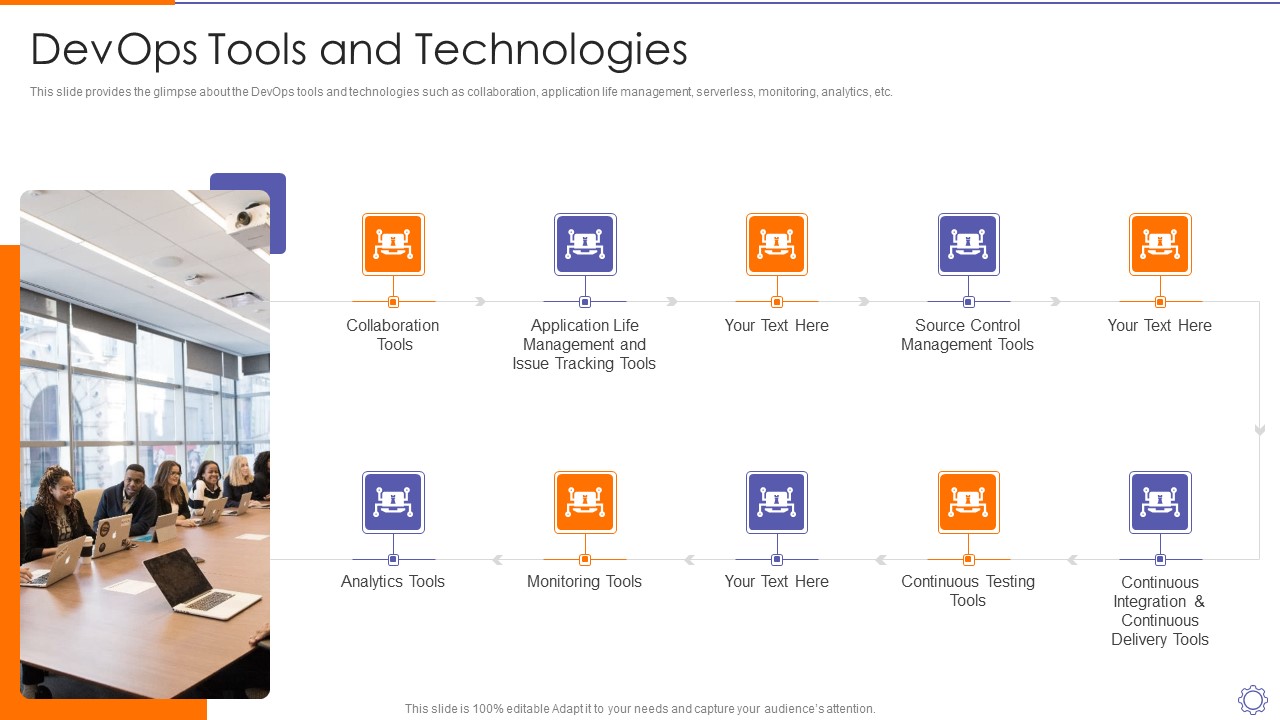 DevOps Tools and Technologies
This slide provides the glimpse about the DevOps tools and technologies such as collaboration, application life management, serverless, monitoring, analytics, etc.
Collaboration
Tools
Application Life
Management and
Issue Tracking Tools
Your Text Here
Source Control
Management Tools
Your Text Here
Analytics Tools
Monitoring Tools
Your Text Here
Continuous Testing
Tools
Continuous
Integration &
Continuous
Delivery Tools
This slide is 100% editable Adapt it to your needs and capture your audience's attention.